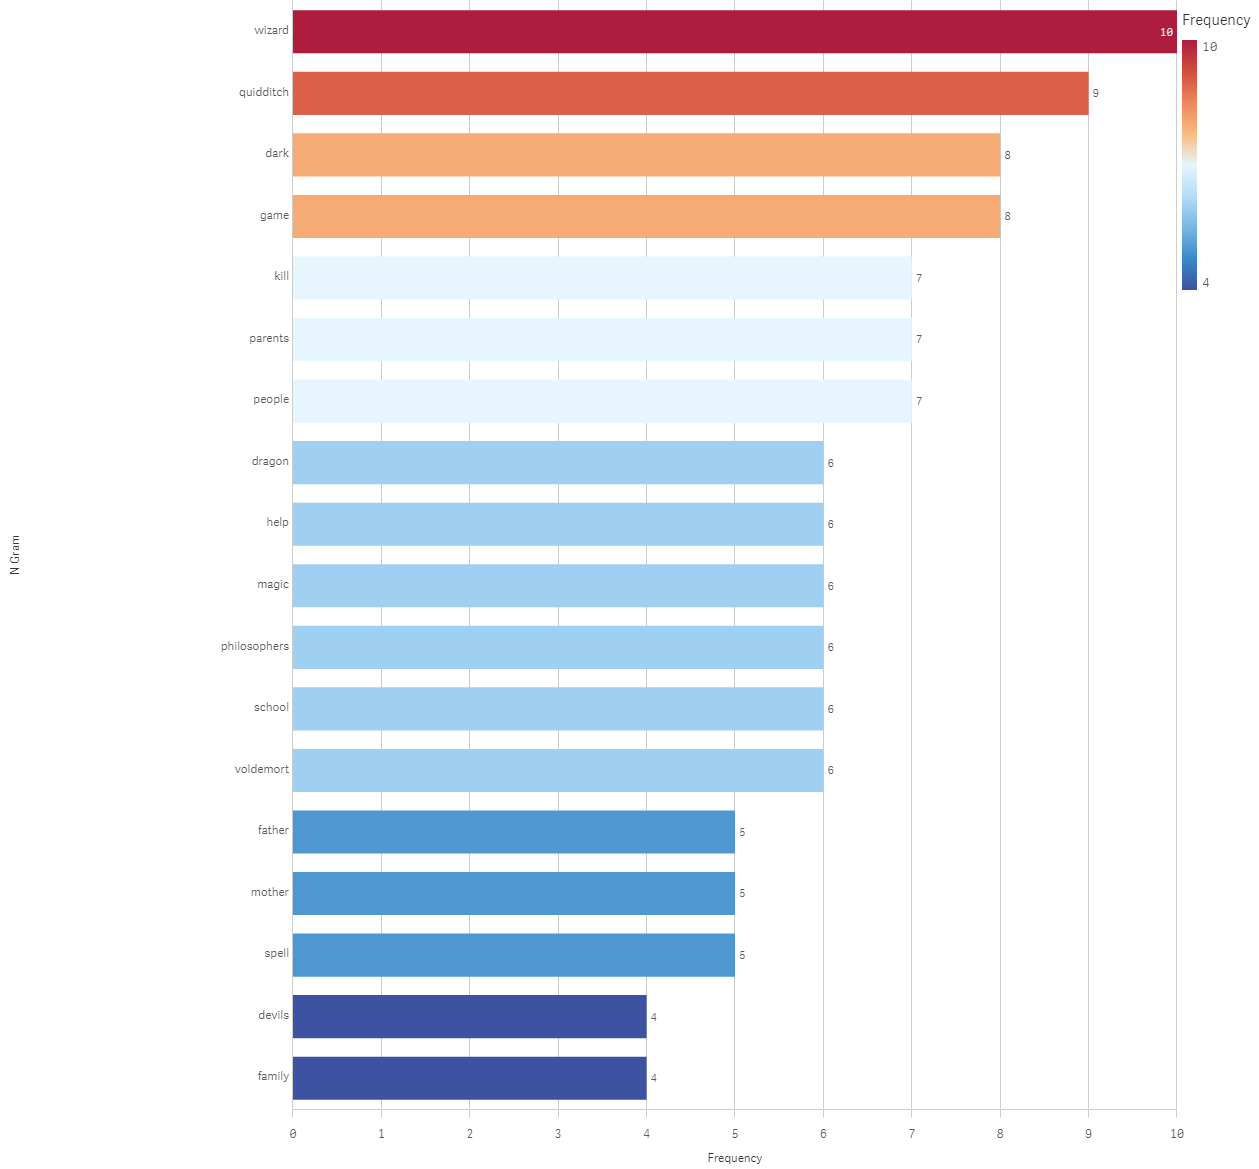 wizard 10
quidditch 9
dark 8
game 8
kill 7
parents 7
people 7
dragon 6
help 6
magic 6
philosophers 6
school 6
voldemort 6
father 5
mother 5
spell 5
devils 4
family 4
0 1 2 3 4 5 6 7 8 9 10
Frequency
N Gram
Frequency
10
4